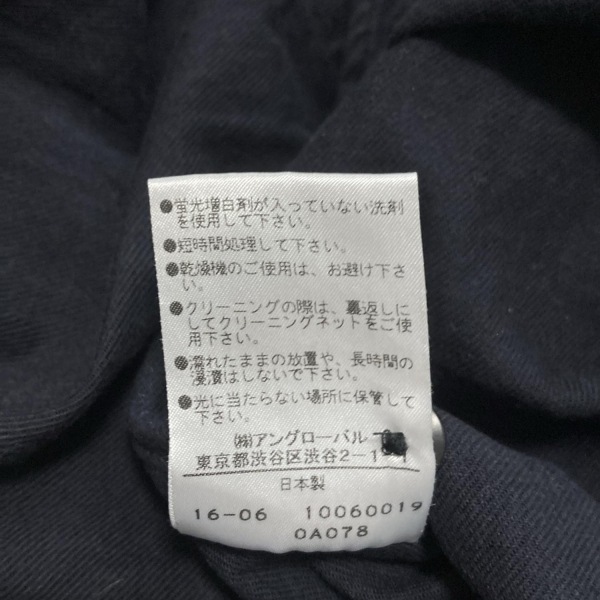 ●蛍光増白剤が入っていない洗剤
を使用して下さい。
●短時間処理して下さい。
●乾燥機のご使用は、お避け下さ
い。
●クリーニングの際は、裏返しに
してクリーニングネットをご使
用下さい。
●濡れたままの放置や、長時間の
浸漬はしないで下さい。
●光に当たらない場所に保管して
下さい。
㈱アングローバル
東京都渋谷区渋谷2-1
日本製
16-06 10060019
0A078